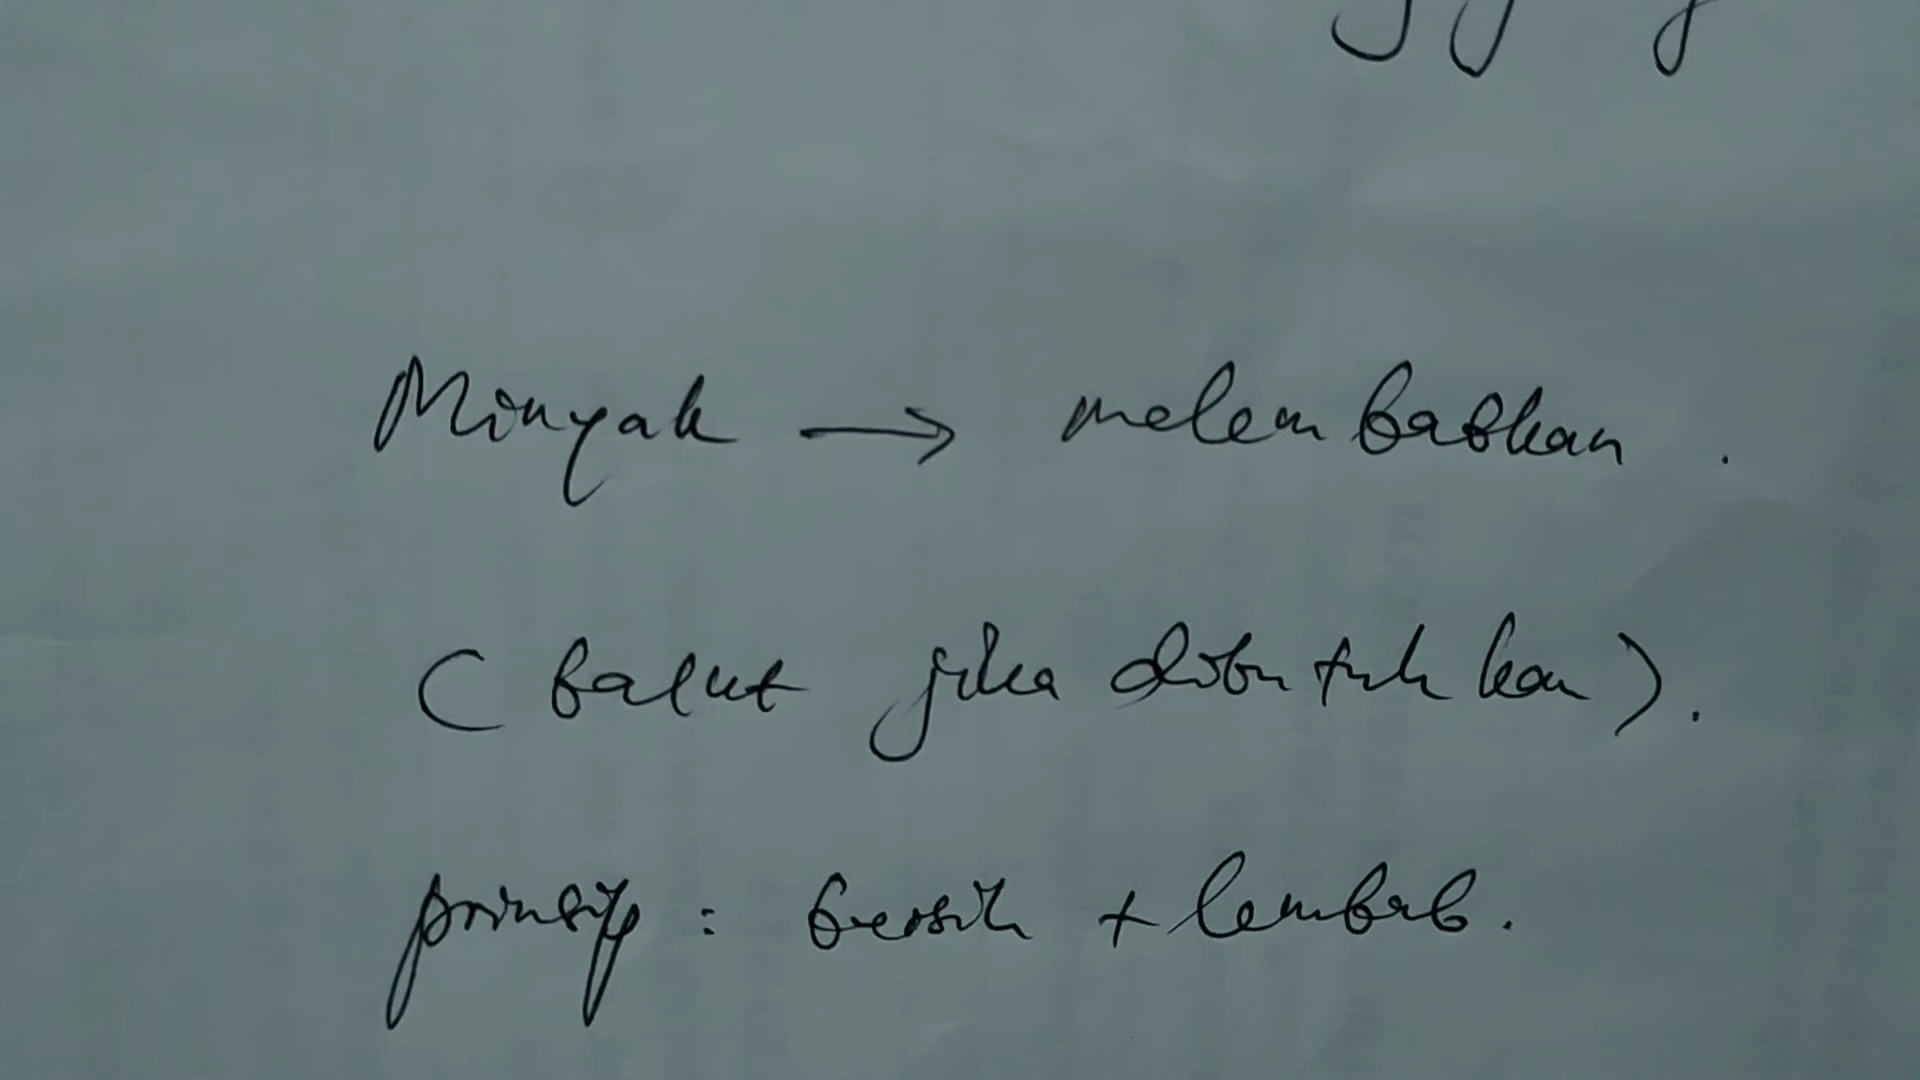 Minyak → melembabkan.
(balut jika dibutuhkan).
prinsip : bersih + lembab.